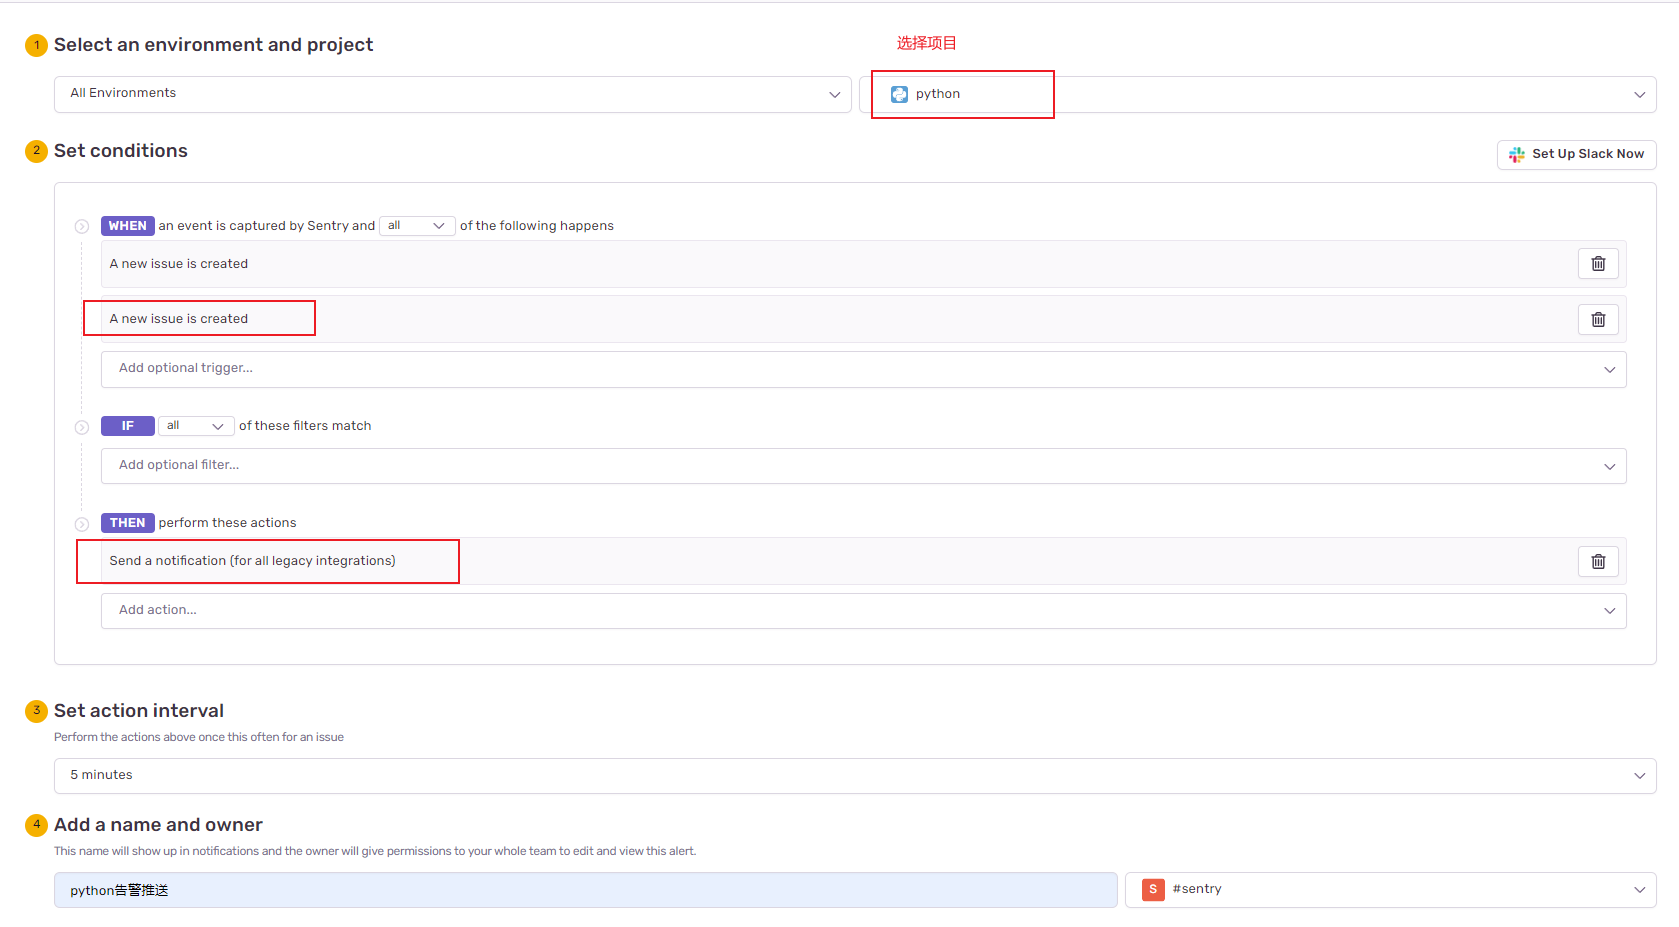 1 Select an environment and project
选择项目
All Environments
python
2 Set conditions
Set Up Slack Now
WHEN an event is captured by Sentry and all of the following happens
A new issue is created
A new issue is created
Add optional trigger...
IF all of these filters match
Add optional filter...
THEN perform these actions
Send a notification (for all legacy integrations)
Add action...
3 Set action interval
Perform the actions above once this often for an issue
5 minutes
4 Add a name and owner
This name will show up in notifications and the owner will give permissions to your whole team to edit and view this alert.
python告警推送
S #sentry